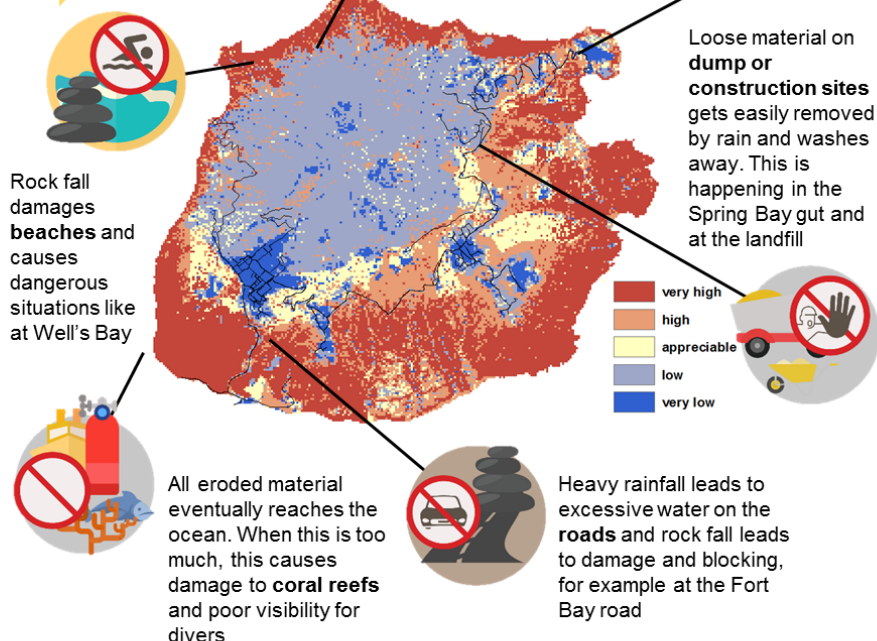 Loose material on
dump or
construction sites
gets easily removed
by rain and washes
away. This is
happening in the
Spring Bay gut and
at the landfill
Rock fall
damages
beaches and
causes
dangerous
situations like
at Well's Bay
very high
high
appreciable
low
very low
All eroded material
eventually reaches the
ocean. When this is too
much, this causes
damage to coral reefs
and poor visibility for
divers
Heavy rainfall leads to
excessive water on the
roads and rock fall leads
to damage and blocking,
for example at the Fort
Bay road